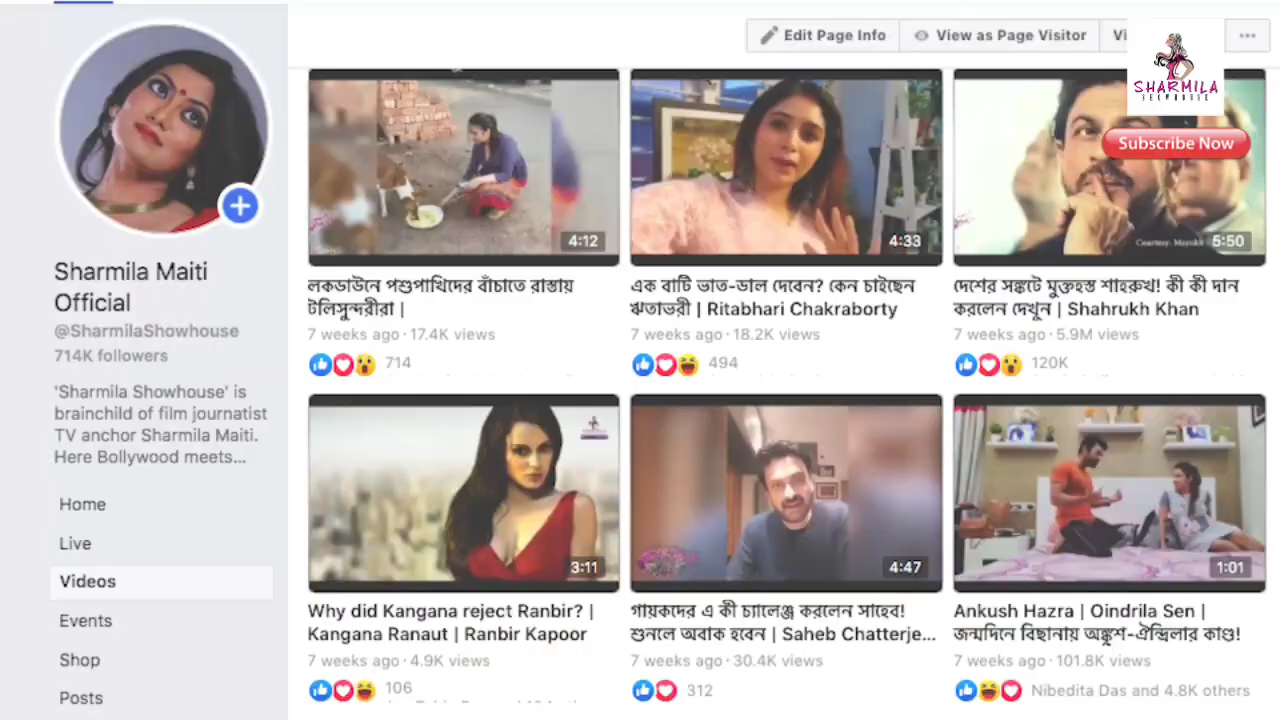 Edit Page Info
View as Page Visitor
Vi
SHARMILA
SHOWHOUSE
Subscribe Now
Sharmila Maiti
Official
@SharmilaShowhouse
714K followers
'Sharmila Showhouse' is
brainchild of film journatist
TV anchor Sharmila Maiti.
Here Bollywood meets...
Home
Live
Videos
Events
Shop
Posts
4:12
লকডাউনে পশুপাখিদের বাঁচাতে রাস্তায়
টলিসুন্দরীরা |
7 weeks ago · 17.4K views
714
4:33
এক বাটি ভাত-ডাল দেবেন? কেন চাইছেন
ঋতাভরী | Ritabhari Chakraborty
7 weeks ago · 18.2K views
494
Courtesy: Mayukh
5:50
দেশের সঙ্কটে মুক্তহস্ত শাহরুখ! কী কী দান
করলেন দেখুন | Shahrukh Khan
7 weeks ago · 5.9M views
120K
3:11
Why did Kangana reject Ranbir? |
Kangana Ranaut | Ranbir Kapoor
7 weeks ago · 4.9K views
106
4:47
গায়কদের এ কী চ্যালেঞ্জ করলেন সাহেব!
শুনলে অবাক হবেন | Saheb Chatterje...
7 weeks ago · 30.4K views
312
1:01
Ankush Hazra | Oindrila Sen |
জন্মদিনে বিছানায় অঙ্কুশ-ঐন্দ্রিলার কাণ্ড!
7 weeks ago · 101.8K views
Nibedita Das and 4.8K others